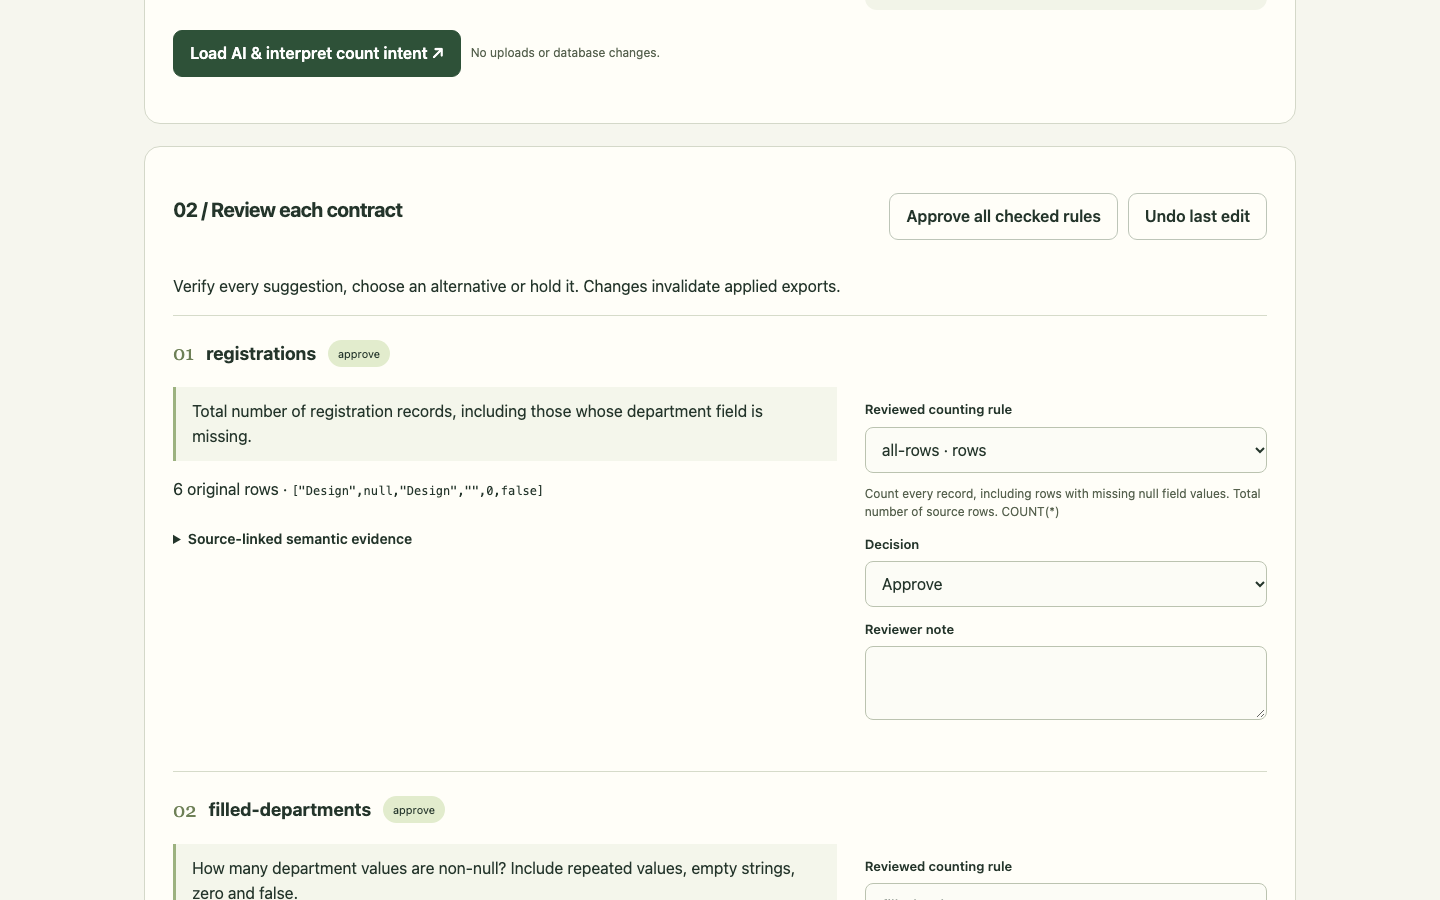 Load AI & interpret count intent ↗ No uploads or database changes.
02 / Review each contract
Approve all checked rules
Undo last edit
Verify every suggestion, choose an alternative or hold it. Changes invalidate applied exports.
01 registrations approve
Total number of registration records, including those whose department field is
missing.
6 original rows · ["Design",null,"Design","",0,false]
▶ Source-linked semantic evidence
Reviewed counting rule
all-rows · rows
Count every record, including rows with missing null field values. Total
number of source rows. COUNT(*)
Decision
Approve
Reviewer note
02 filled-departments approve
How many department values are non-null? Include repeated values, empty strings,
zero and false.
Reviewed counting rule